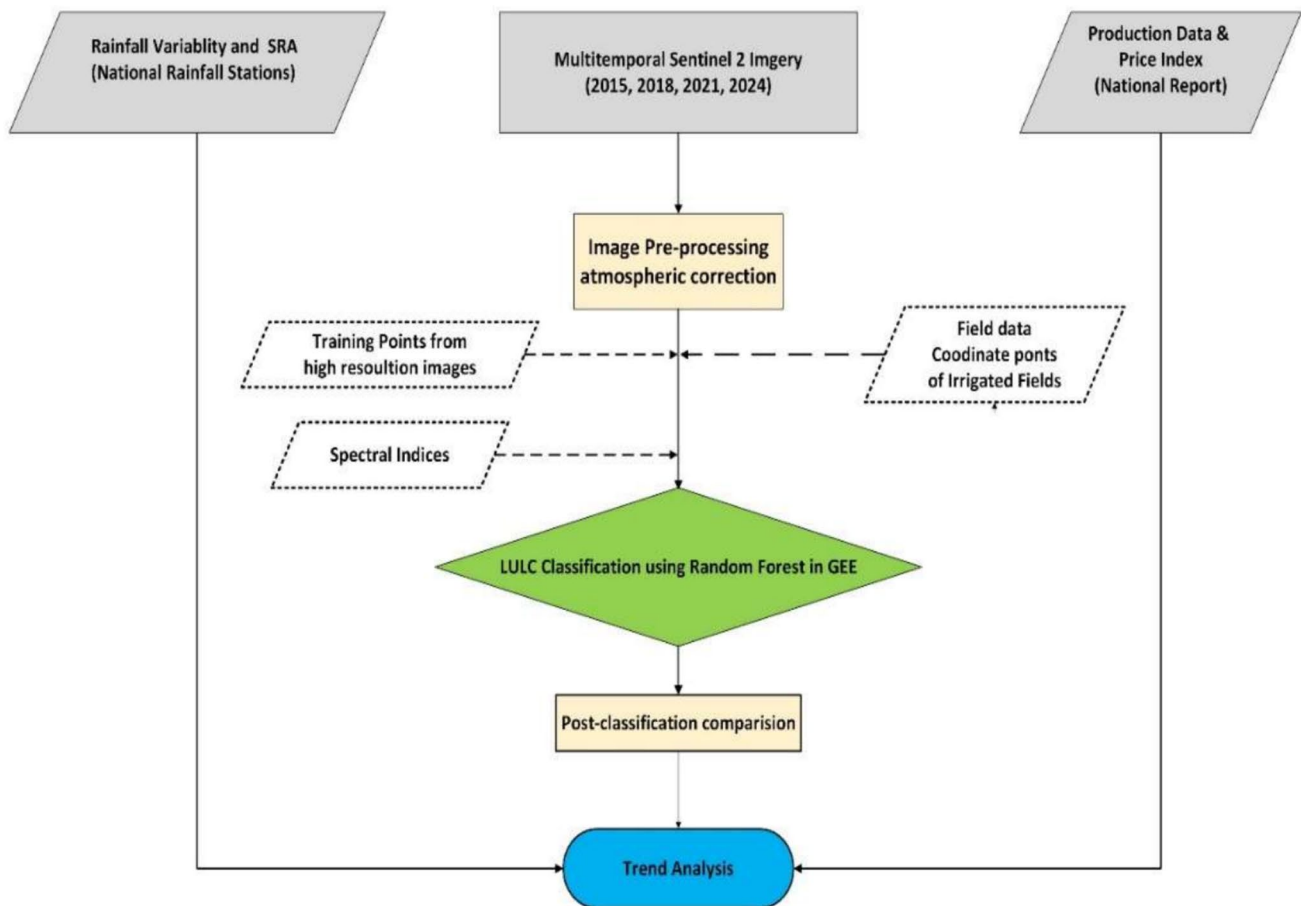 Rainfall Variablity and SRA
(National Rainfall Stations)
Multitemporal Sentinel 2 Imgery
(2015, 2018, 2021, 2024)
Production Data &
Price Index
(National Report)
Image Pre-processing
atmospheric correction
Training Points from
high resoultion images
Field data
Coodinate ponts
of Irrigated Fields
Spectral Indices
LULC Classification using Random Forest in GEE
Post-classification comparision
Trend Analysis